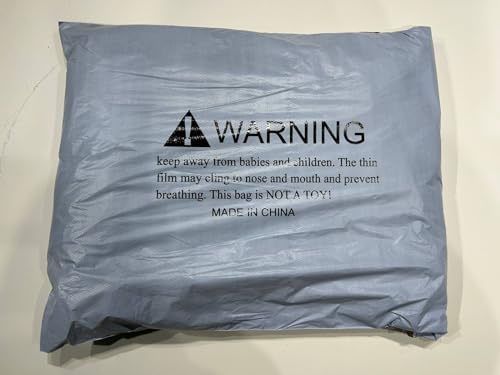 WARNING
keep away from babies and children. The thin
film may cling to nose and mouth and prevent
breathing. This bag is NOT A TOY!
MADE IN CHINA